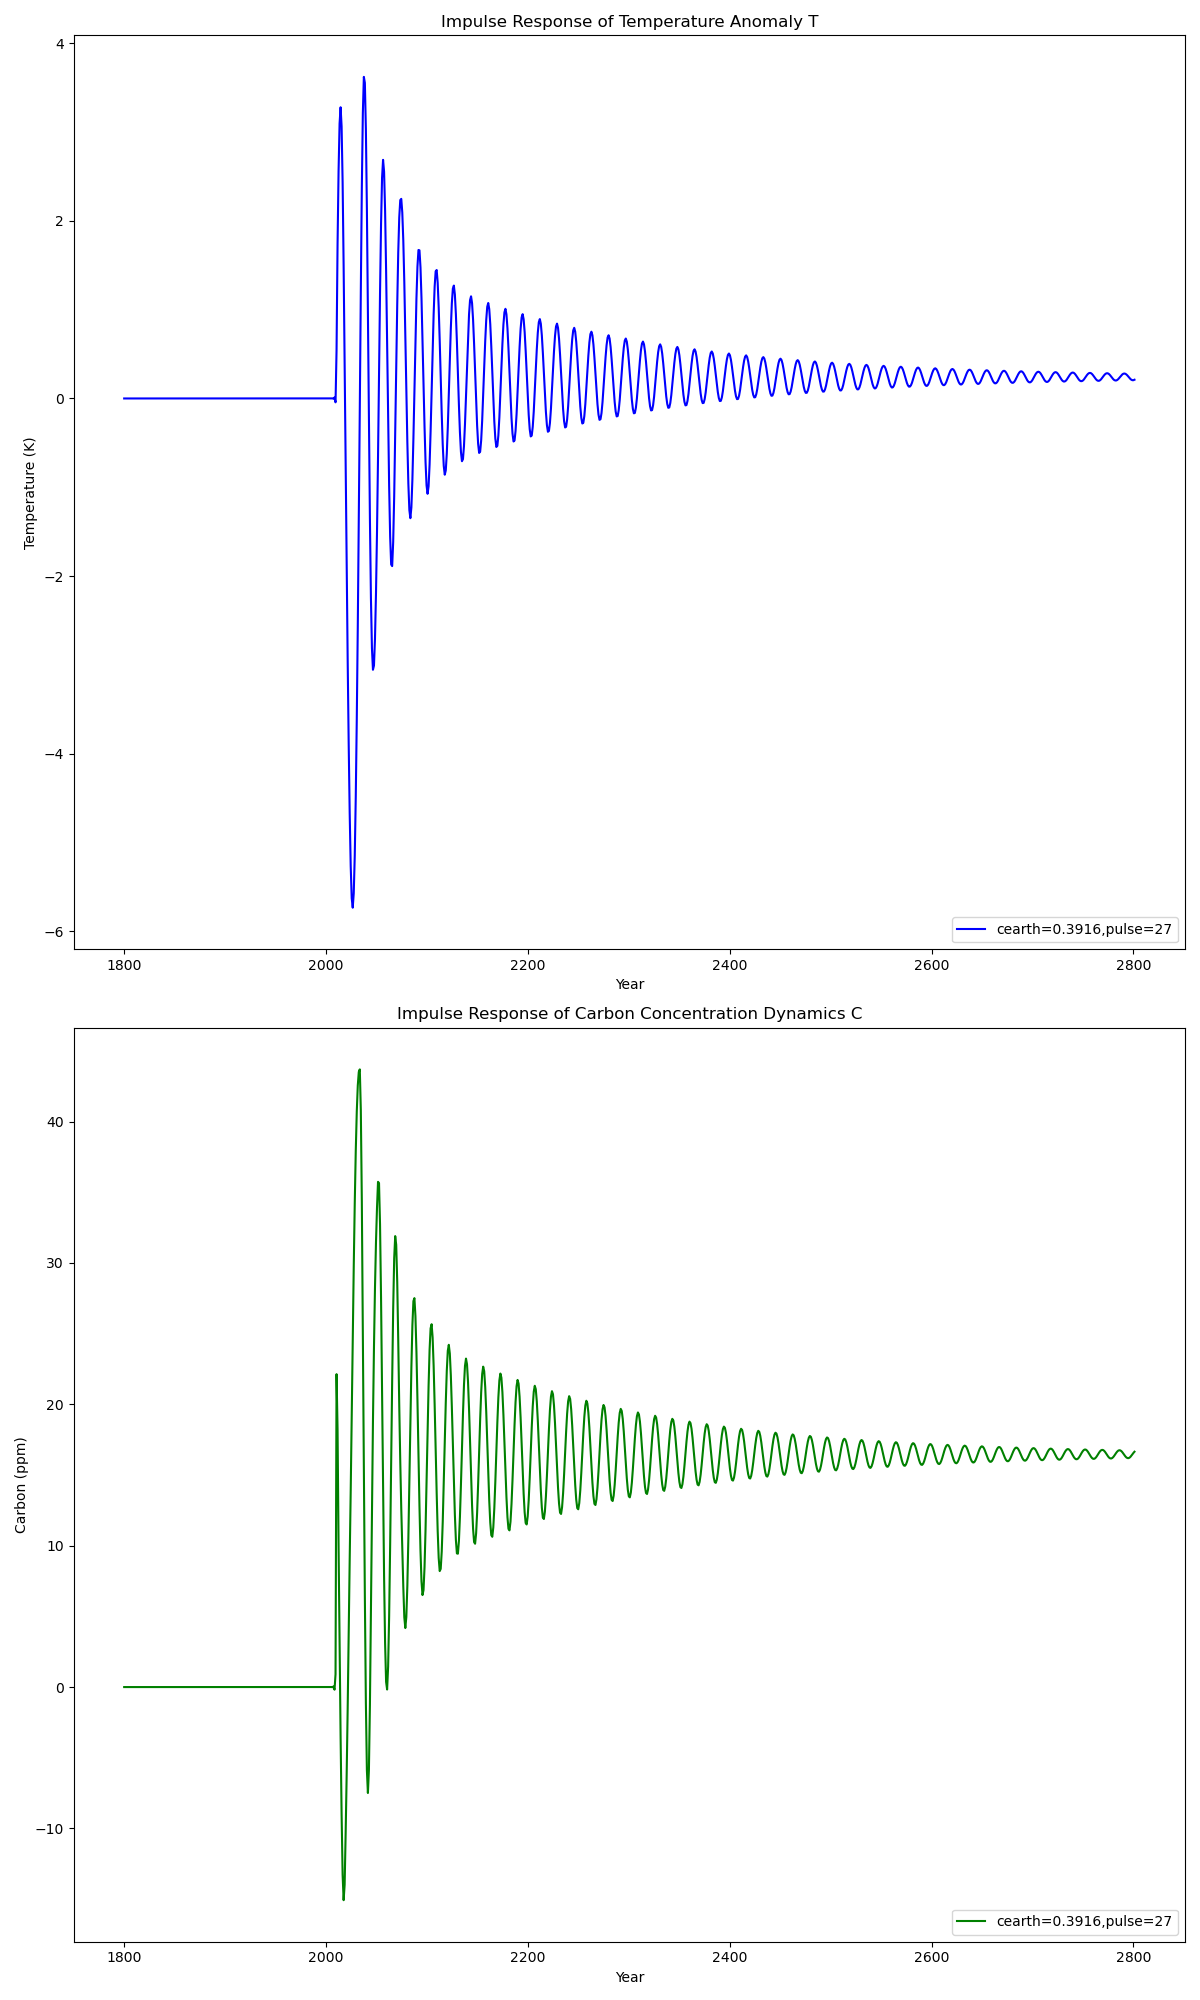 Impulse Response of Temperature Anomaly T
4
2
0
−2
−4
−6
Temperature (K)
1800 2000 2200 2400 2600 2800
Year
cearth=0.3916,pulse=27
Impulse Response of Carbon Concentration Dynamics C
40
30
20
10
0
−10
Carbon (ppm)
1800 2000 2200 2400 2600 2800
Year
cearth=0.3916,pulse=27